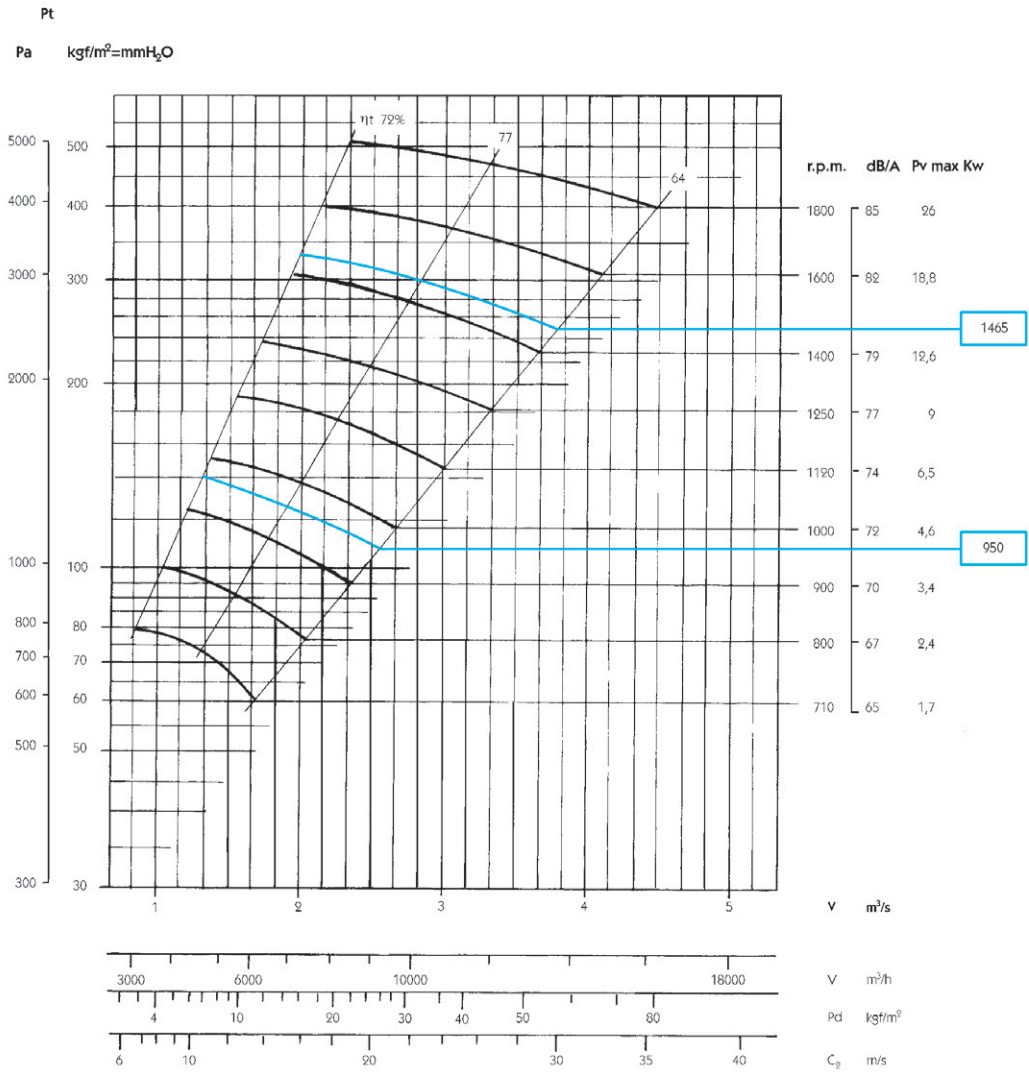 Pt
Pa kgf/m²=mmH₂O
ηt 72%
77
64
5000 500
4000 400
3000 300
2000 200
1000 100
800 80
700 70
600 60
500 50
300 30
r.p.m. dB/A Pv max Kw
1800 85 26
1600 82 18,8
1465
1400 79 12,6
1250 77 9
1120 74 6,5
1000 72 4,6
950
900 70 3,4
800 67 2,4
710 65 1,7
1 2 3 4 5 V m³/s
3000 6000 10000 18000 V m³/h
4 10 20 30 40 50 80 Pd kgf/m²
6 10 20 30 35 40 C₂ m/s